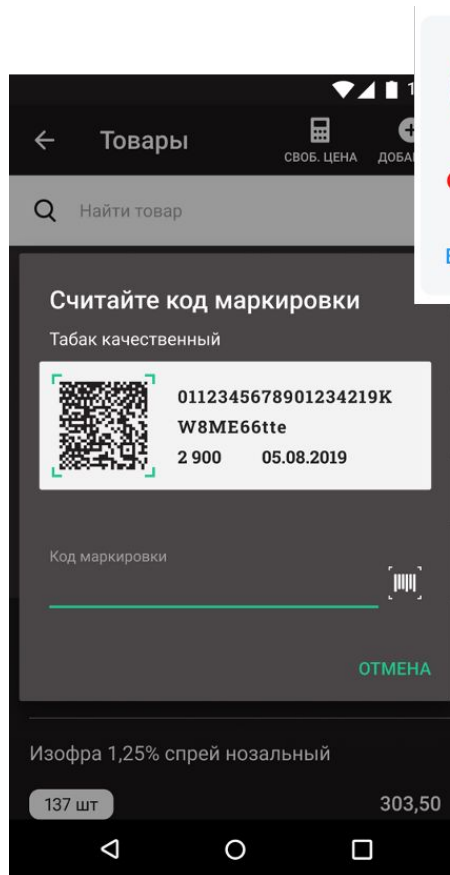 Товары
СВОБ. ЦЕНА
Найти товар
Считайте код маркировки
Табак качественный
0112345678901234219K
W8ME66tte
2 900 05.08.2019
Код маркировки
ОТМЕНА
Изофра 1,25% спрей нозальный
137 шт 303,50